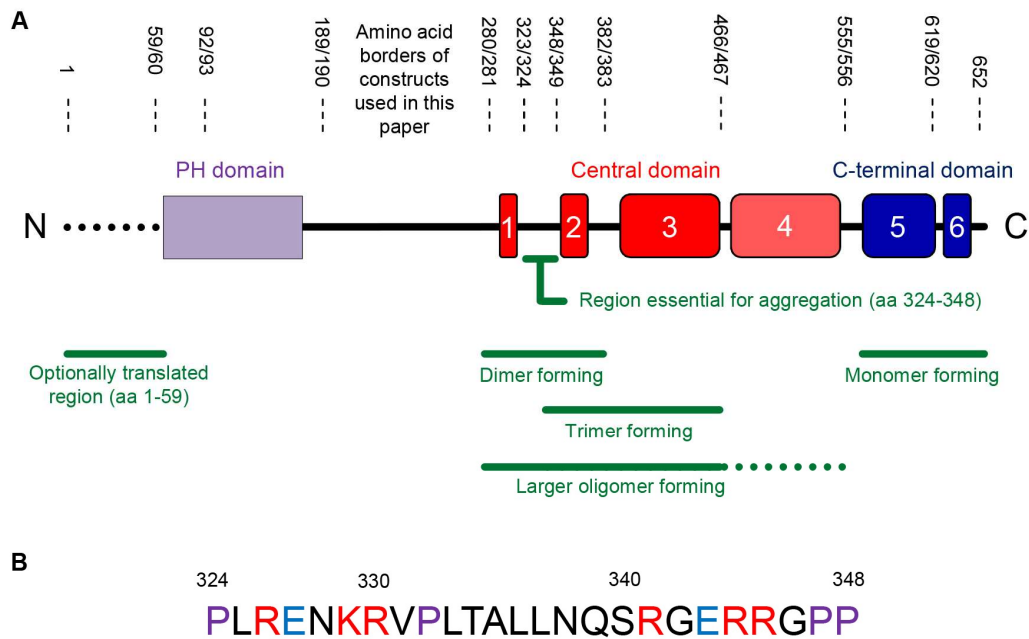 A
1
59/60
92/93
189/190
Amino acid
borders of
constructs
used in this
paper
280/281
323/324
348/349
382/383
466/467
555/556
619/620
652
PH domain
Central domain
C-terminal domain
N
1
2
3
4
5
6
C
Region essential for aggregation (aa 324-348)
Optionally translated
region (aa 1-59)
Dimer forming
Monomer forming
Trimer forming
Larger oligomer forming
B
324
330
340
348
PLRENKRVPLTALLNQSRGERRGPP